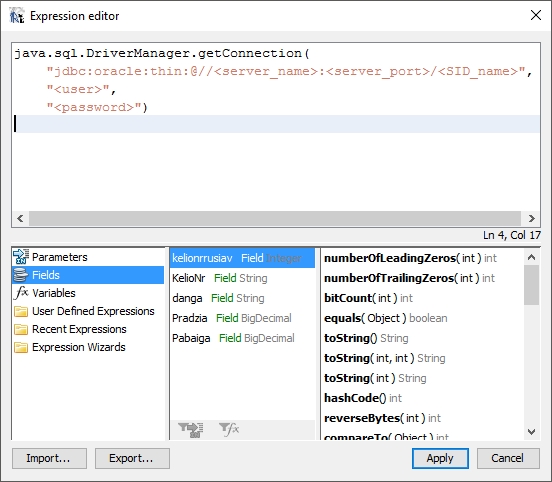 Expression editor
java.sql.DriverManager.getConnection(
"jdbc:oracle:thin:@//<server_name>:<server_port>/<SID_name>",
"<user>",
"<password>")
Ln 4, Col 17
Parameters
Fields
Variables
User Defined Expressions
Recent Expressions
Expression Wizards
kelionrrusiav Field Integer
KelioNr Field String
danga Field String
Pradzia Field BigDecimal
Pabaiga Field BigDecimal
numberOfLeadingZeros( int ) int
numberOfTrailingZeros( int ) int
bitCount( int ) int
equals( Object ) boolean
toString() String
toString( int, int ) String
toString( int ) String
hashCode() int
reverseBytes( int ) int
compareTo( Object ) int
Import...
Export...
Apply
Cancel